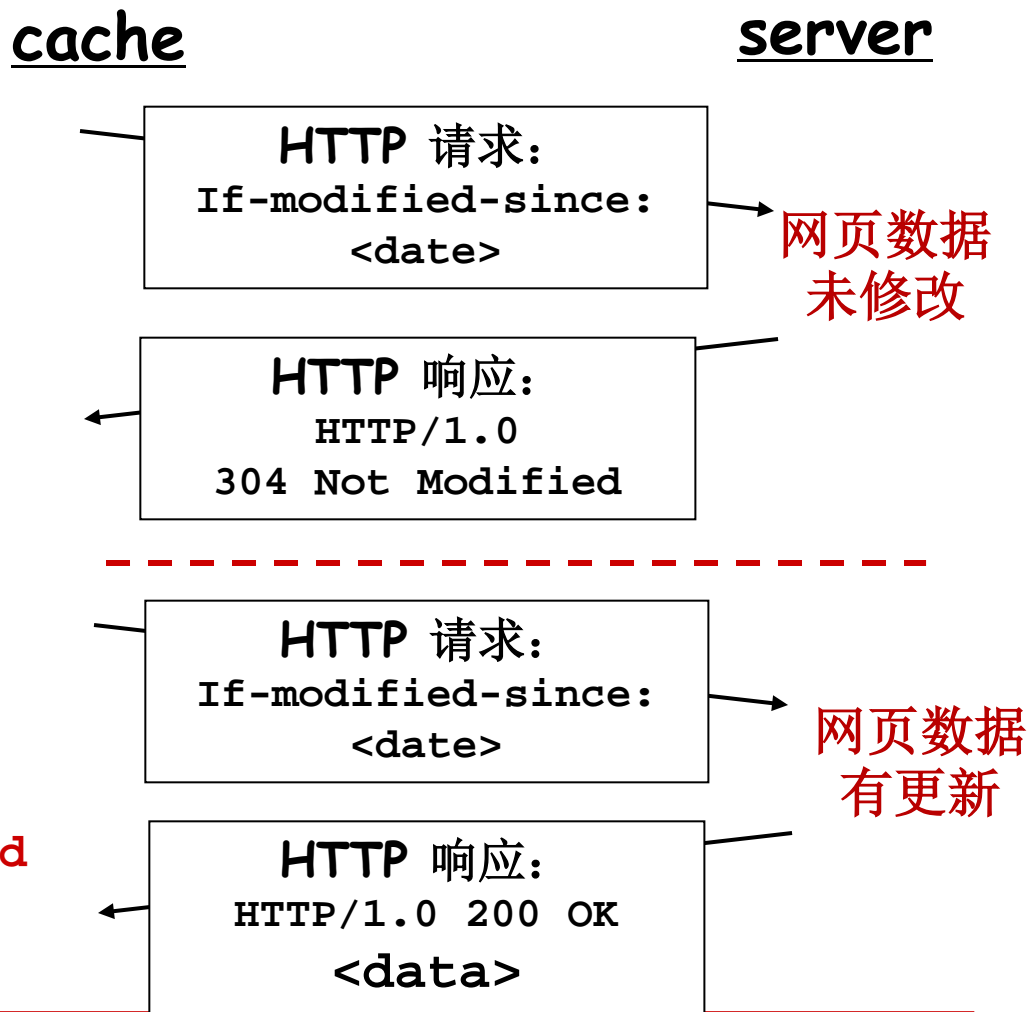 cache
server
HTTP 请求：
If-modified-since:
<date>
网页数据
未修改
HTTP 响应：
HTTP/1.0
304 Not Modified
HTTP 请求：
If-modified-since:
<date>
网页数据
有更新
d
HTTP 响应：
HTTP/1.0 200 OK
<data>